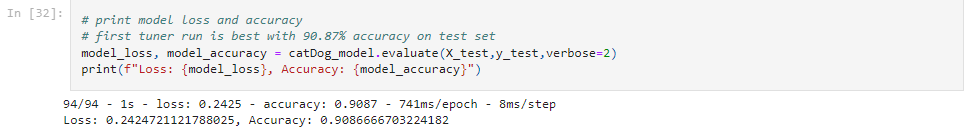 In [32]:
# print model loss and accuracy
# first tuner run is best with 90.87% accuracy on test set
model_loss, model_accuracy = catDog_model.evaluate(X_test,y_test,verbose=2)
print(f"Loss: {model_loss}, Accuracy: {model_accuracy}")
94/94 - 1s - loss: 0.2425 - accuracy: 0.9087 - 741ms/epoch - 8ms/step
Loss: 0.2424721121788025, Accuracy: 0.9086666703224182